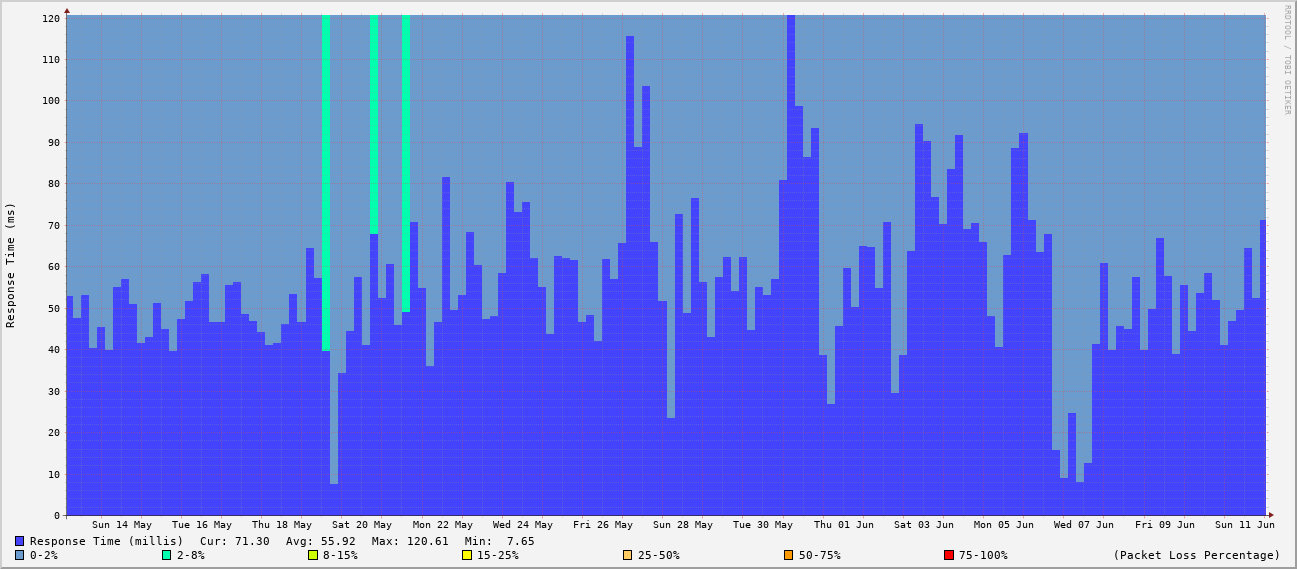 RRDTOOL / TOBI OETIKER
Response Time (ms)
120
110
100
90
80
70
60
50
40
30
20
10
0
Sun 14 May Tue 16 May Thu 18 May Sat 20 May Mon 22 May Wed 24 May Fri 26 May Sun 28 May Tue 30 May Thu 01 Jun Sat 03 Jun Mon 05 Jun Wed 07 Jun Fri 09 Jun Sun 11 Jun
Response Time (millis) Cur: 71.30 Avg: 55.92 Max: 120.61 Min: 7.65
0-2% 2-8% 8-15% 15-25% 25-50% 50-75% 75-100% (Packet Loss Percentage)